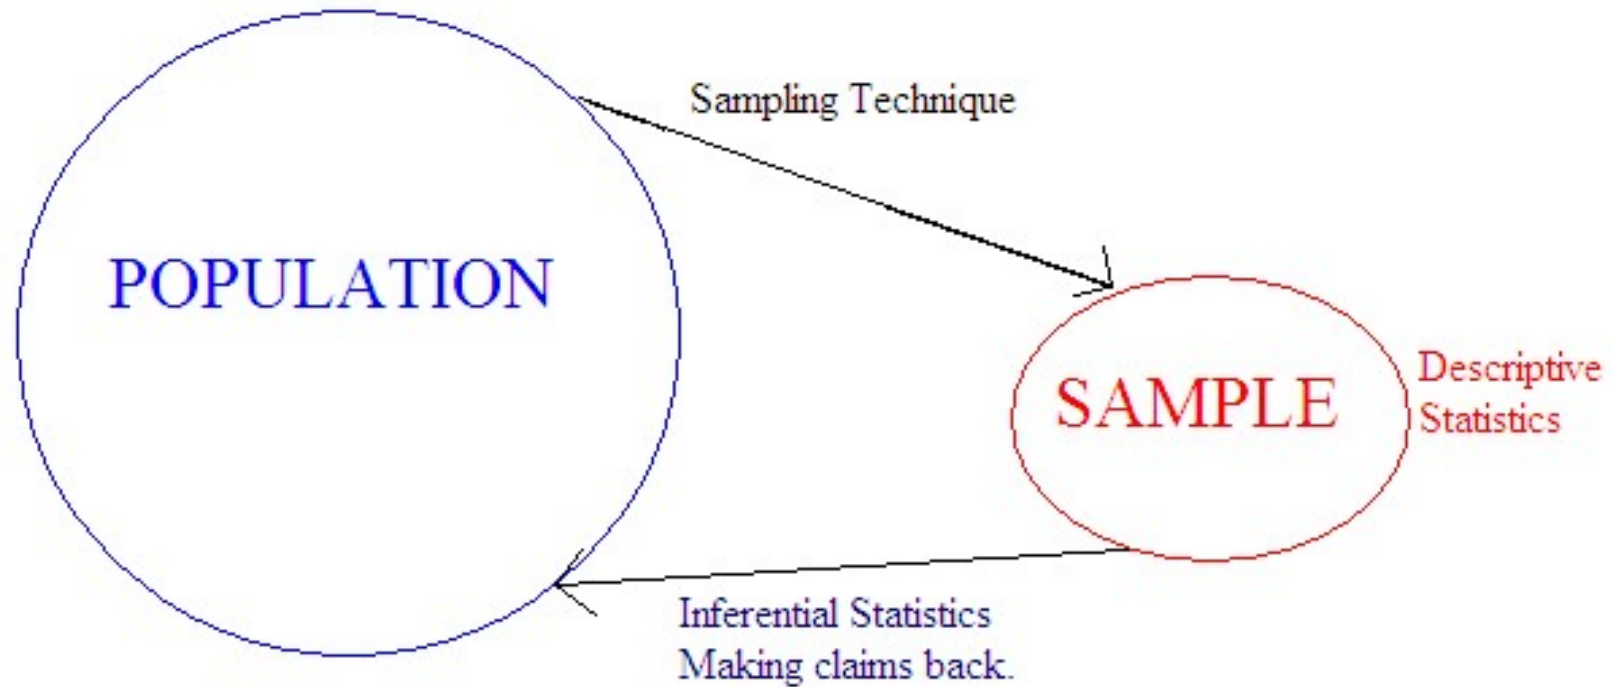 Sampling Technique
POPULATION
SAMPLE
Descriptive
Statistics
Inferential Statistics
Making claims back.